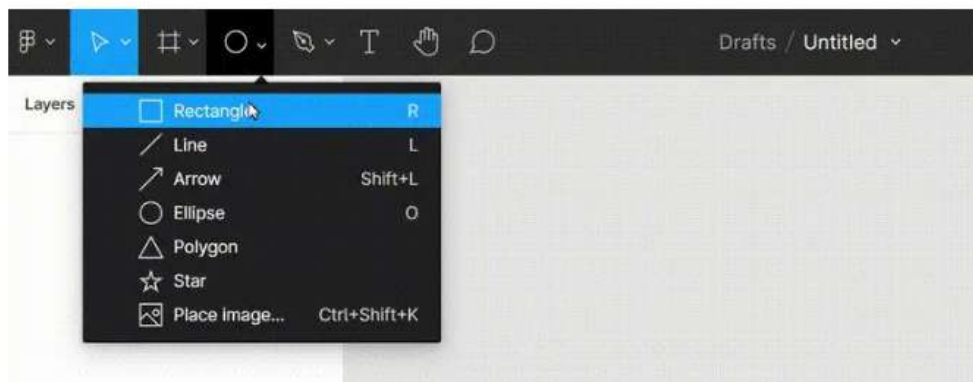 Drafts / Untitled
Layers
Rectangle R
Line L
Arrow Shift+L
Ellipse O
Polygon
Star
Place image... Ctrl+Shift+K